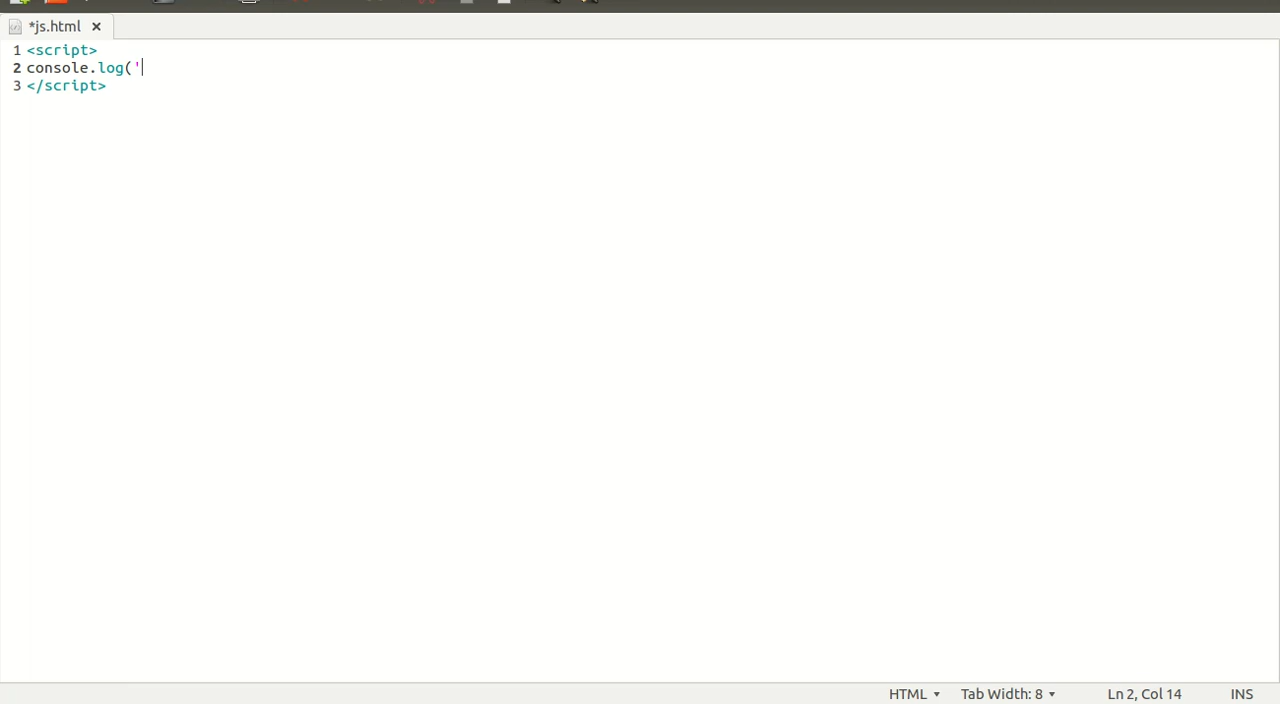 *js.html ×
1 <script>
2 console.log('
3 </script>
HTML ▾ Tab Width: 8 ▾ Ln 2, Col 14 INS